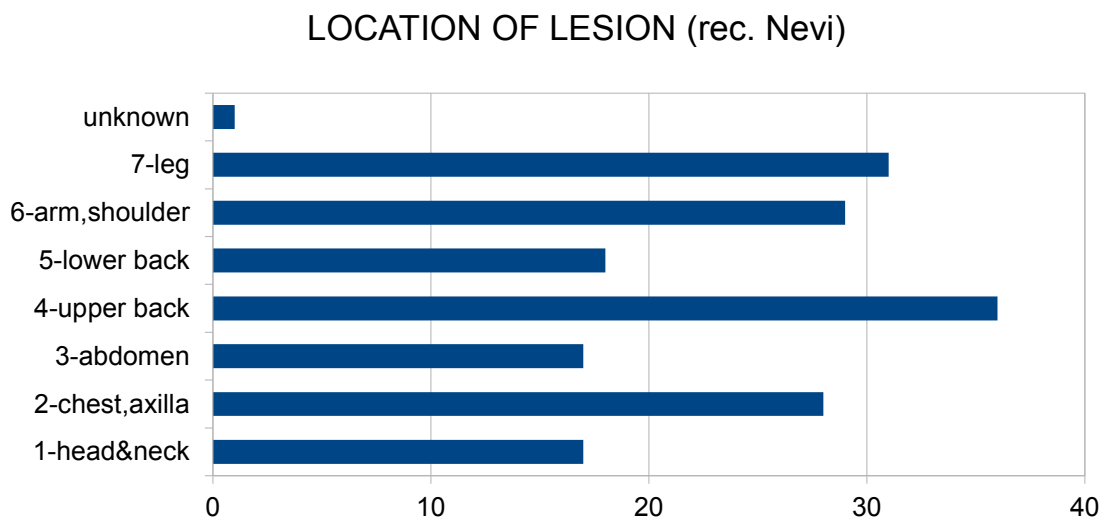 LOCATION OF LESION (rec. Nevi)
unknown
7-leg
6-arm,shoulder
5-lower back
4-upper back
3-abdomen
2-chest,axilla
1-head&neck
0 10 20 30 40